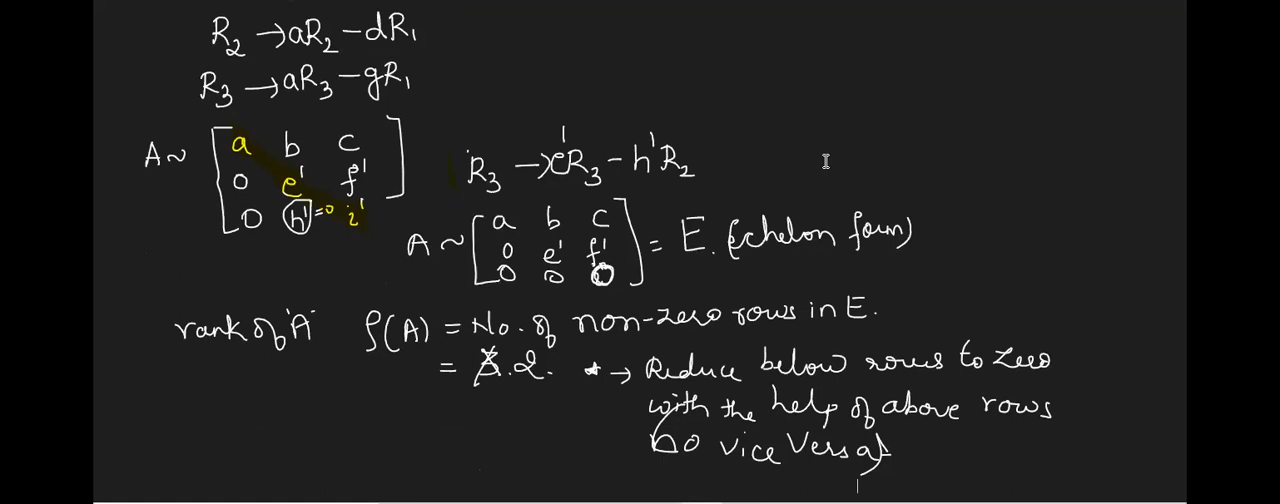 R₂ → aR₂ − dR₁
R₃ → aR₃ − gR₁
A ~ [a b c
0 e' f'
0 h' =0 i']
R₃ → e'R₃ − h'R₂
A ~ [a b c
0 e' f'
0 0 0] = E. (Echelon form)
rank of 'A' ρ(A) = No. of non-zero rows in E.
= 2.
* → Reduce below rows to zero
with the help of above rows
no vice versa